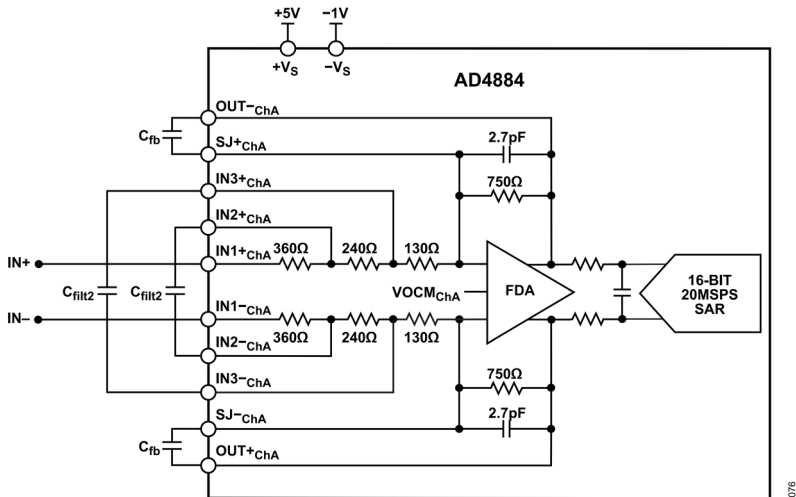 +5V −1V
+VS −VS
AD4884
OUT−ChA
Cfb
SJ+ChA
2.7pF
IN3+ChA
750Ω
IN2+ChA
IN1+ChA 360Ω 240Ω 130Ω
IN+
Cfilt2 Cfilt2
VOCMChA
FDA
16-BIT
20MSPS
SAR
IN−
IN1−ChA 360Ω 240Ω 130Ω
IN2−ChA
750Ω
IN3−ChA
2.7pF
SJ−ChA
Cfb
OUT+ChA
076